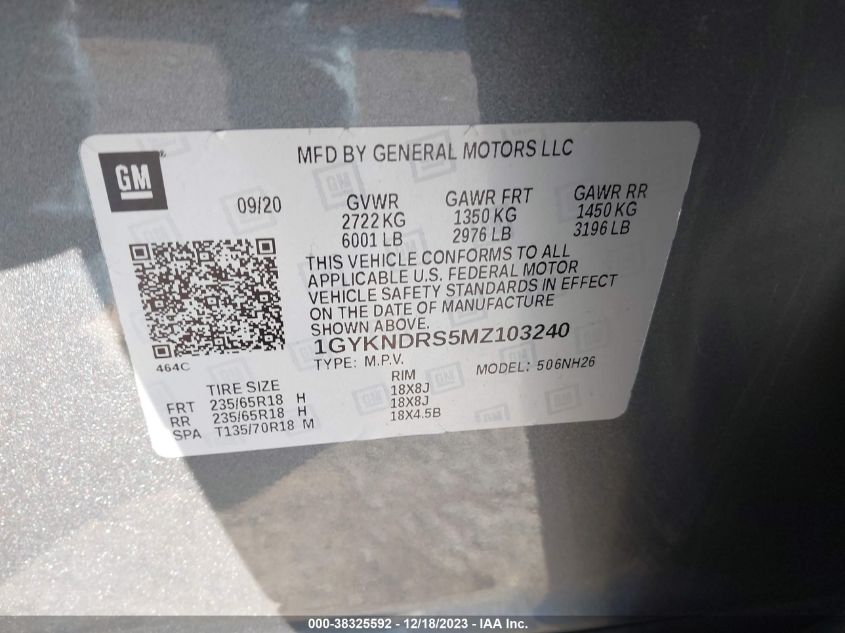 GM
MFD BY GENERAL MOTORS LLC
09/20
GVWR GAWR FRT GAWR RR
2722 KG 1350 KG 1450 KG
6001 LB 2976 LB 3196 LB
THIS VEHICLE CONFORMS TO ALL
APPLICABLE U.S. FEDERAL MOTOR
VEHICLE SAFETY STANDARDS IN EFFECT
ON THE DATE OF MANUFACTURE
SHOWN ABOVE.
1GYKNDRS5MZ103240
TYPE: M.P.V. MODEL: 506NH26
464C
TIRE SIZE RIM
FRT 235/65R18 H 18X8J
RR 235/65R18 H 18X8J
SPA T135/70R18 M 18X4.5B
000-38325592 - 12/18/2023 - IAA Inc.